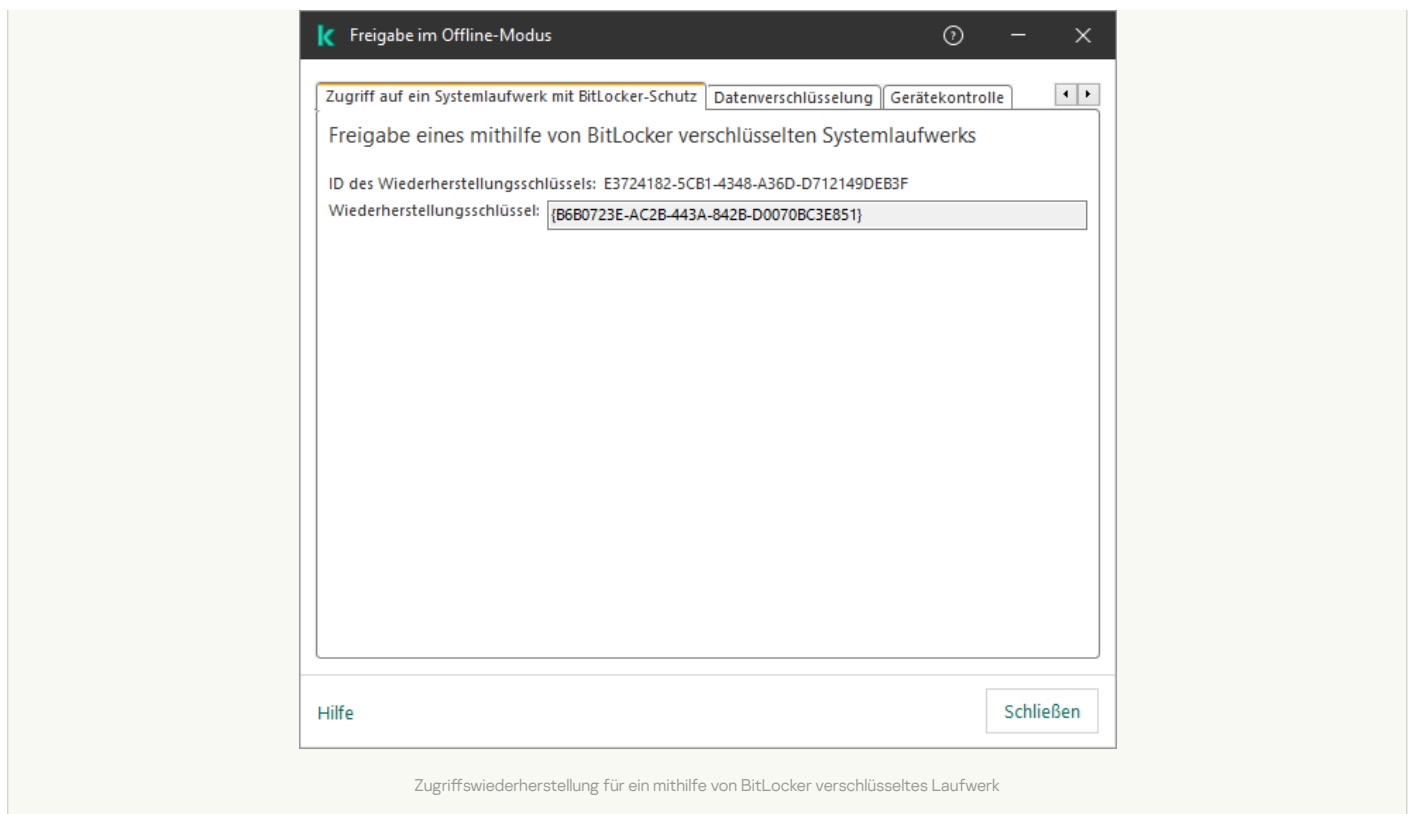 Freigabe im Offline-Modus
Zugriff auf ein Systemlaufwerk mit BitLocker-Schutz Datenverschlüsselung Gerätekontrolle
Freigabe eines mithilfe von BitLocker verschlüsselten Systemlaufwerks
ID des Wiederherstellungsschlüssels: E3724182-5CB1-4348-A36D-D712149DEB3F
Wiederherstellungsschlüssel: {B6B0723E-AC2B-443A-842B-D0070BC3E851}
Hilfe
Schließen
Zugriffswiederherstellung für ein mithilfe von BitLocker verschlüsseltes Laufwerk